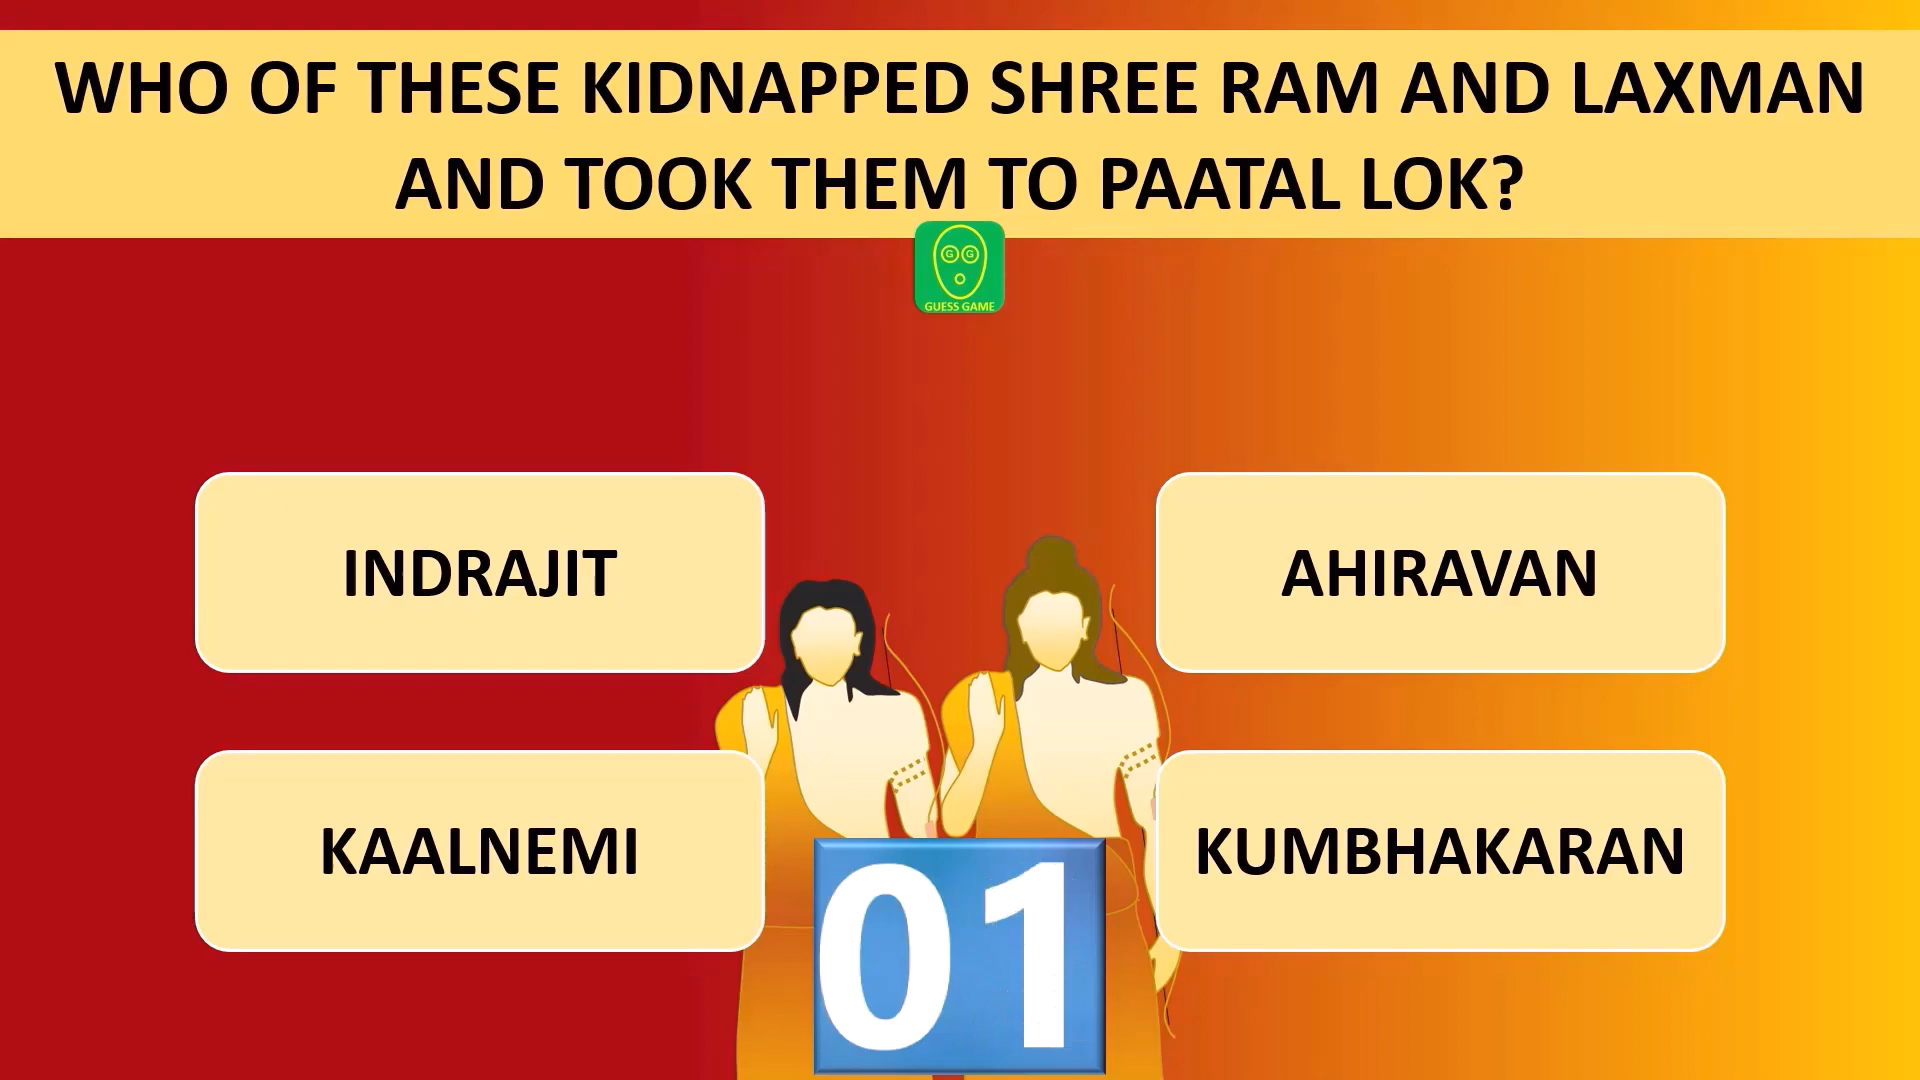 WHO OF THESE KIDNAPPED SHREE RAM AND LAXMAN
AND TOOK THEM TO PAATAL LOK?
G G
GUESS GAME
INDRAJIT
AHIRAVAN
KAALNEMI
KUMBHAKARAN
01